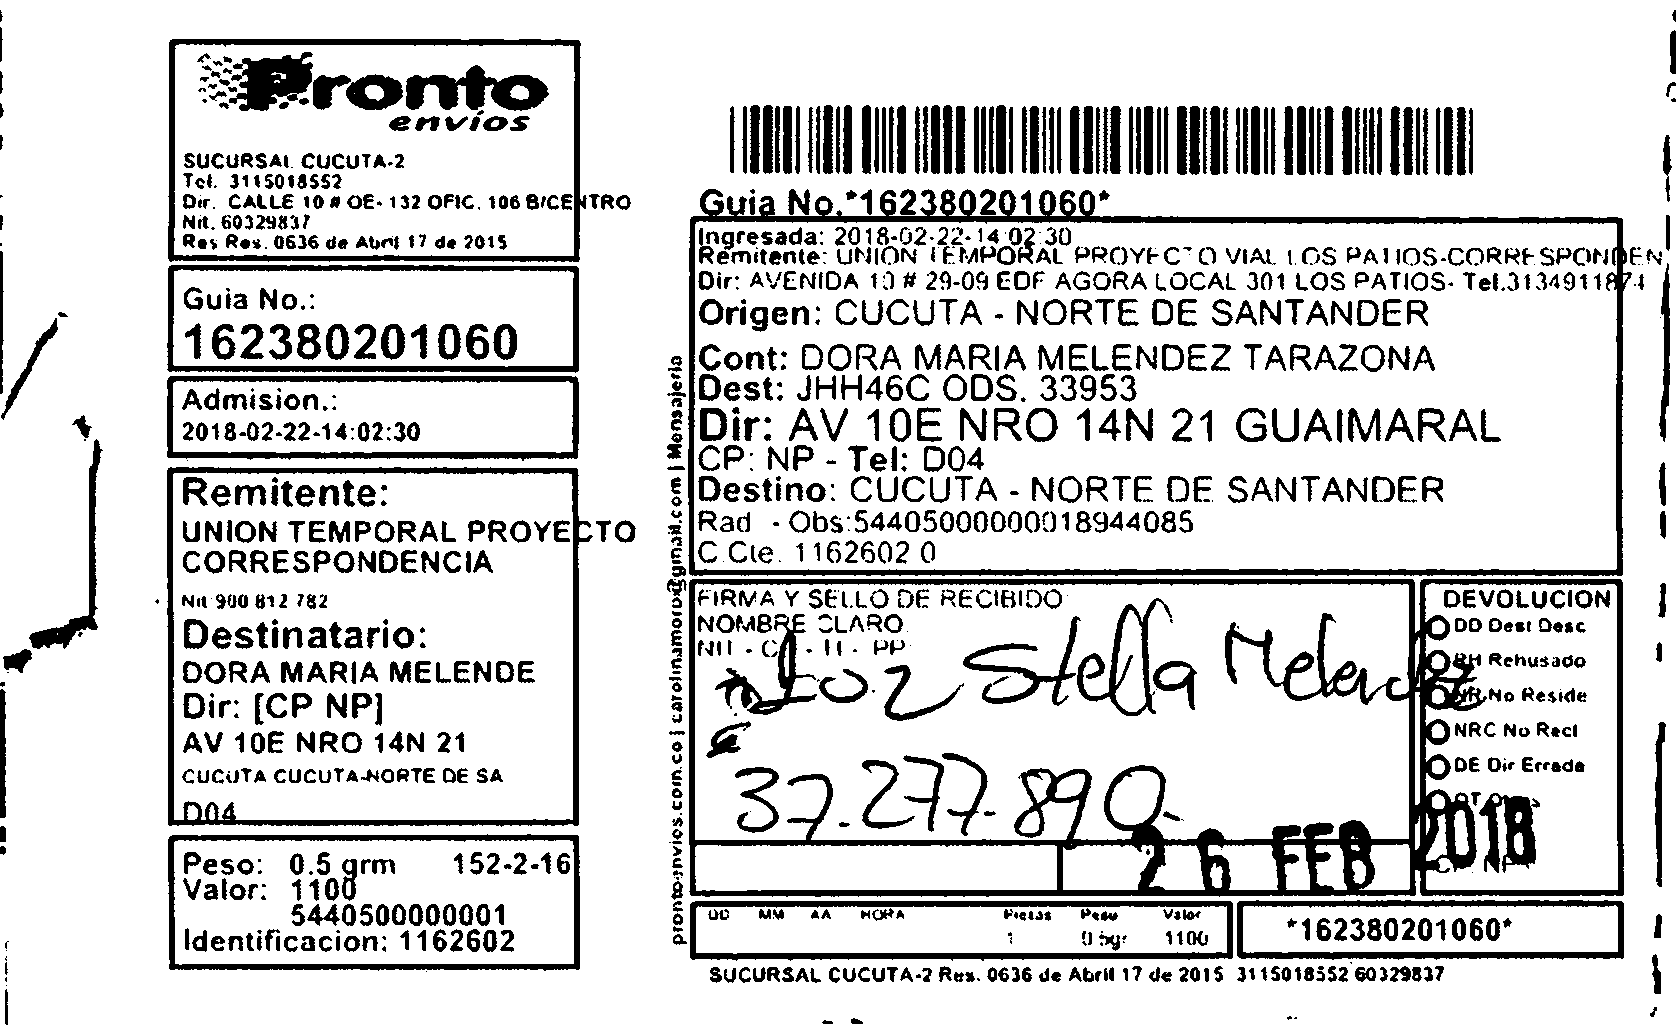 Pronto
envíos
SUCURSAL CUCUTA-2
Tel. 3115018552
Dir. CALLE 10 # OE- 132 OFIC. 106 B/CENTRO
Nit. 60329837
Res Res. 0636 de Abril 17 de 2015
Guia No.:
162380201060
Admision.:
2018-02-22-14:02:30
Remitente:
UNION TEMPORAL PROYECTO
CORRESPONDENCIA
Nit 900 812 782
Destinatario:
DORA MARIA MELENDE
Dir: [CP NP]
AV 10E NRO 14N 21
CUCUTA CUCUTA-NORTE DE SA
D04
Peso: 0.5 grm 152-2-16
Valor: 1100
5440500000001
Identificacion: 1162602
prontoenvios.com.co | carolinamoro@gmail.com | Mensajeria
Guia No.*162380201060*
Ingresada: 2018-02-22-14:02:30
Remitente: UNION TEMPORAL PROYECTO VIAL LOS PATIOS-CORRESPONDEN
Dir: AVENIDA 10 # 29-09 EDF AGORA LOCAL 301 LOS PATIOS- Tel.3134911874
Origen: CUCUTA - NORTE DE SANTANDER
Cont: DORA MARIA MELENDEZ TARAZONA
Dest: JHH46C ODS. 33953
Dir: AV 10E NRO 14N 21 GUAIMARAL
CP: NP - Tel: D04
Destino: CUCUTA - NORTE DE SANTANDER
Rad - Obs:54405000000018944085
C.Cte. 1162602 0
FIRMA Y SELLO DE RECIBIDO
NOMBRE CLARO
Luz Stella Melendez
37.277.890.
26 FEB 2018
DEVOLUCION
DD Dest Desc
RH Rehusado
NR No Reside
NRC No Recl
DE Dir Errada
DD MM AA HORA Piezas Peso Valor
1 0.5gr 1100
*162380201060*
SUCURSAL CUCUTA-2 Res. 0636 de Abril 17 de 2015 3115018552 60329837